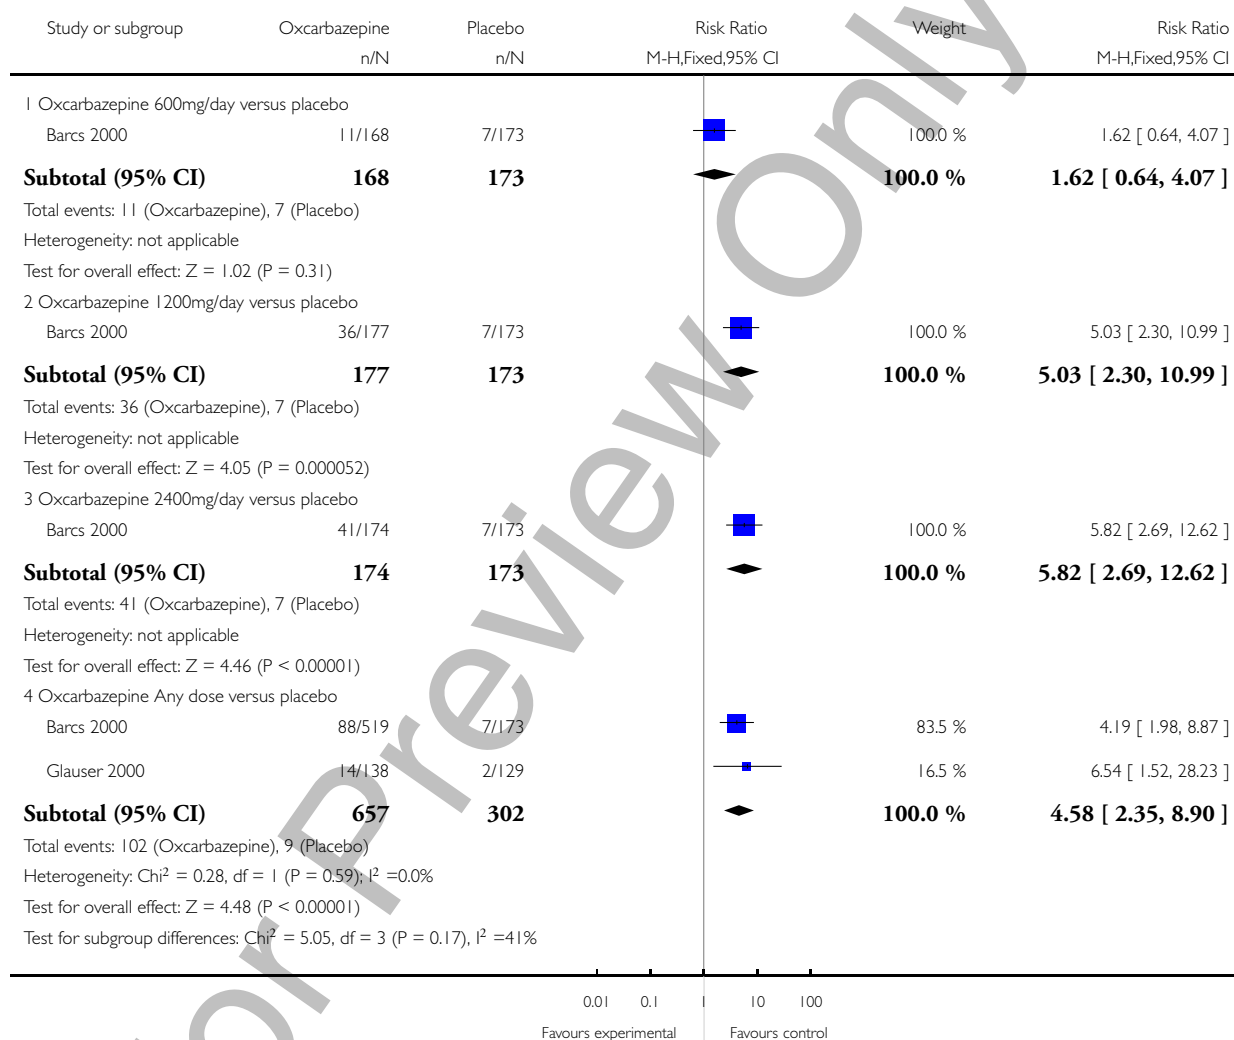 Study or subgroup Oxcarbazepine Placebo Risk Ratio Weight Risk Ratio
n/N n/N M-H,Fixed,95% CI M-H,Fixed,95% CI
1 Oxcarbazepine 600mg/day versus placebo
Barcs 2000 11/168 7/173 100.0 % 1.62 [ 0.64, 4.07 ]
Subtotal (95% CI) 168 173 100.0 % 1.62 [ 0.64, 4.07 ]
Total events: 11 (Oxcarbazepine), 7 (Placebo)
Heterogeneity: not applicable
Test for overall effect: Z = 1.02 (P = 0.31)
2 Oxcarbazepine 1200mg/day versus placebo
Barcs 2000 36/177 7/173 100.0 % 5.03 [ 2.30, 10.99 ]
Subtotal (95% CI) 177 173 100.0 % 5.03 [ 2.30, 10.99 ]
Total events: 36 (Oxcarbazepine), 7 (Placebo)
Heterogeneity: not applicable
Test for overall effect: Z = 4.05 (P = 0.000052)
3 Oxcarbazepine 2400mg/day versus placebo
Barcs 2000 41/174 7/173 100.0 % 5.82 [ 2.69, 12.62 ]
Subtotal (95% CI) 174 173 100.0 % 5.82 [ 2.69, 12.62 ]
Total events: 41 (Oxcarbazepine), 7 (Placebo)
Heterogeneity: not applicable
Test for overall effect: Z = 4.46 (P < 0.00001)
4 Oxcarbazepine Any dose versus placebo
Barcs 2000 88/519 7/173 83.5 % 4.19 [ 1.98, 8.87 ]
Glauser 2000 14/138 2/129 16.5 % 6.54 [ 1.52, 28.23 ]
Subtotal (95% CI) 657 302 100.0 % 4.58 [ 2.35, 8.90 ]
Total events: 102 (Oxcarbazepine), 9 (Placebo)
Heterogeneity: Chi² = 0.28, df = 1 (P = 0.59); I² =0.0%
Test for overall effect: Z = 4.48 (P < 0.00001)
Test for subgroup differences: Chi² = 5.05, df = 3 (P = 0.17), I² =41%
0.01 0.1 1 10 100
Favours experimental Favours control
or Preview Only